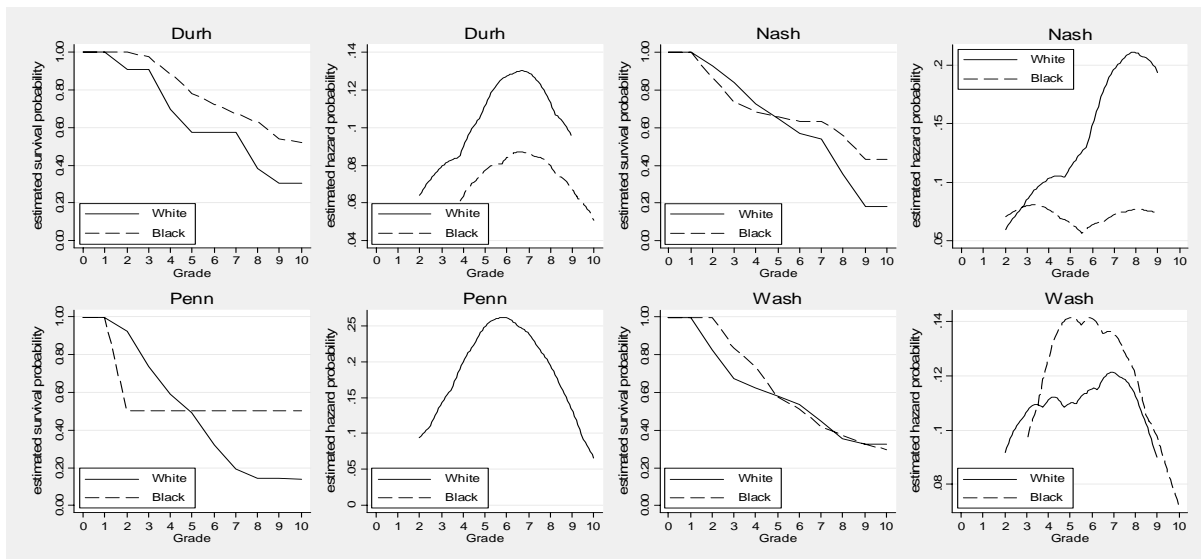 Durh
estimated survival probability
0.00 0.20 0.40 0.60 0.80 1.00
White
Black
0 1 2 3 4 5 6 7 8 9 10
Grade
Durh
estimated hazard probability
.04 .06 .08 .1 .12 .14
White
Black
0 1 2 3 4 5 6 7 8 9 10
Grade
Nash
estimated survival probability
0.00 0.20 0.40 0.60 0.80 1.00
White
Black
0 1 2 3 4 5 6 7 8 9 10
Grade
Nash
estimated hazard probability
.05 .1 .15 .2
White
Black
0 1 2 3 4 5 6 7 8 9 10
Grade
Penn
estimated survival probability
0.00 0.20 0.40 0.60 0.80 1.00
White
Black
0 1 2 3 4 5 6 7 8 9 10
Grade
Penn
estimated hazard probability
0 .05 .1 .15 .2 .25
White
Black
0 1 2 3 4 5 6 7 8 9 10
Grade
Wash
estimated survival probability
0.00 0.20 0.40 0.60 0.80 1.00
White
Black
0 1 2 3 4 5 6 7 8 9 10
Grade
Wash
estimated hazard probability
.08 .1 .12 .14
White
Black
0 1 2 3 4 5 6 7 8 9 10
Grade